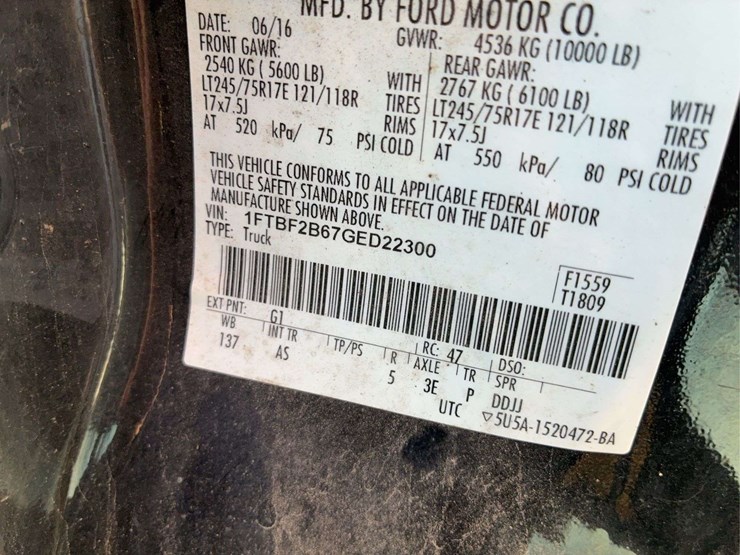 MFD. BY FORD MOTOR CO.
DATE: 06/16 GVWR: 4536 KG (10000 LB)
FRONT GAWR: REAR GAWR:
2540 KG ( 5600 LB) WITH 2767 KG ( 6100 LB) WITH
LT245/75R17E 121/118R TIRES LT245/75R17E 121/118R TIRES
17x7.5J RIMS 17x7.5J RIMS
AT 520 kPa/ 75 PSI COLD AT 550 kPa/ 80 PSI COLD
THIS VEHICLE CONFORMS TO ALL APPLICABLE FEDERAL MOTOR
VEHICLE SAFETY STANDARDS IN EFFECT ON THE DATE OF
MANUFACTURE SHOWN ABOVE.
VIN: 1FTBF2B67GED22300
TYPE: Truck
F1559
T1809
EXT PNT: G1 RC: 47 DSO:
WB INT TR TP/PS R AXLE TR SPR
137 AS 5 3E P DDJJ
UTC ▽5U5A-1520472-BA